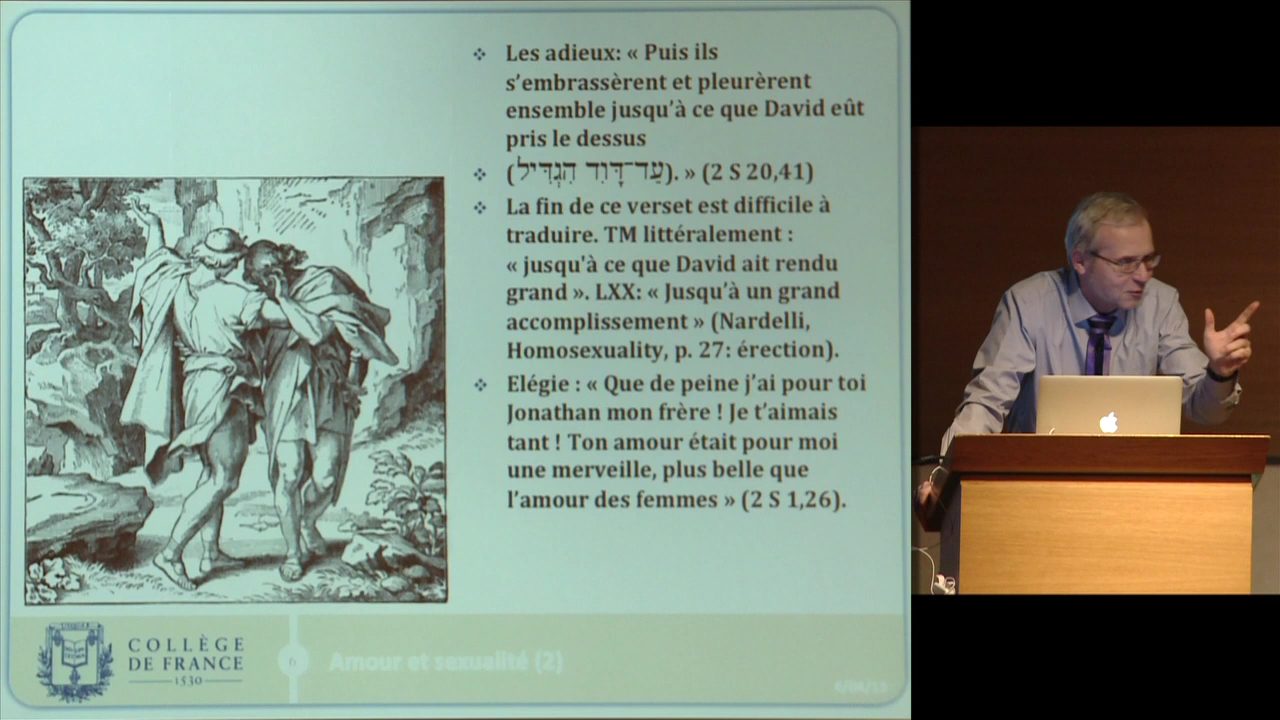 Les adieux: « Puis ils
s’embrassèrent et pleurèrent
ensemble jusqu’à ce que David eût
pris le dessus
(עַד־דָּוִד הִגְדִּיל). » (2 S 20,41)
La fin de ce verset est difficile à
traduire. TM littéralement :
« jusqu'à ce que David ait rendu
grand ». LXX: « Jusqu’à un grand
accomplissement » (Nardelli,
Homosexuality, p. 27: érection).
Elégie : « Que de peine j’ai pour toi
Jonathan mon frère ! Je t’aimais
tant ! Ton amour était pour moi
une merveille, plus belle que
l’amour des femmes » (2 S 1,26).
COLLÈGE
DE FRANCE
1530
6
Amour et sexualité (2)